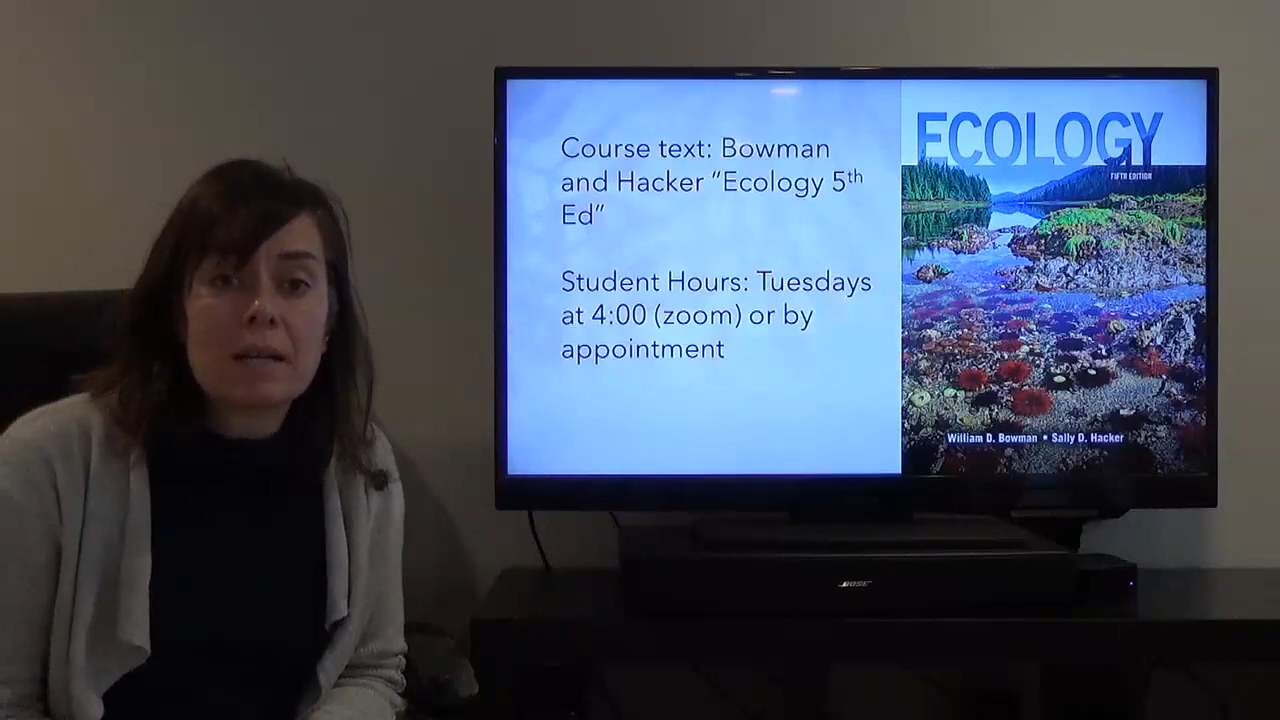 Course text: Bowman
and Hacker "Ecology 5th
Ed"
Student Hours: Tuesdays
at 4:00 (zoom) or by
appointment
ECOLOGY
FIFTH EDITION
William D. Bowman • Sally D. Hacker
BOSE